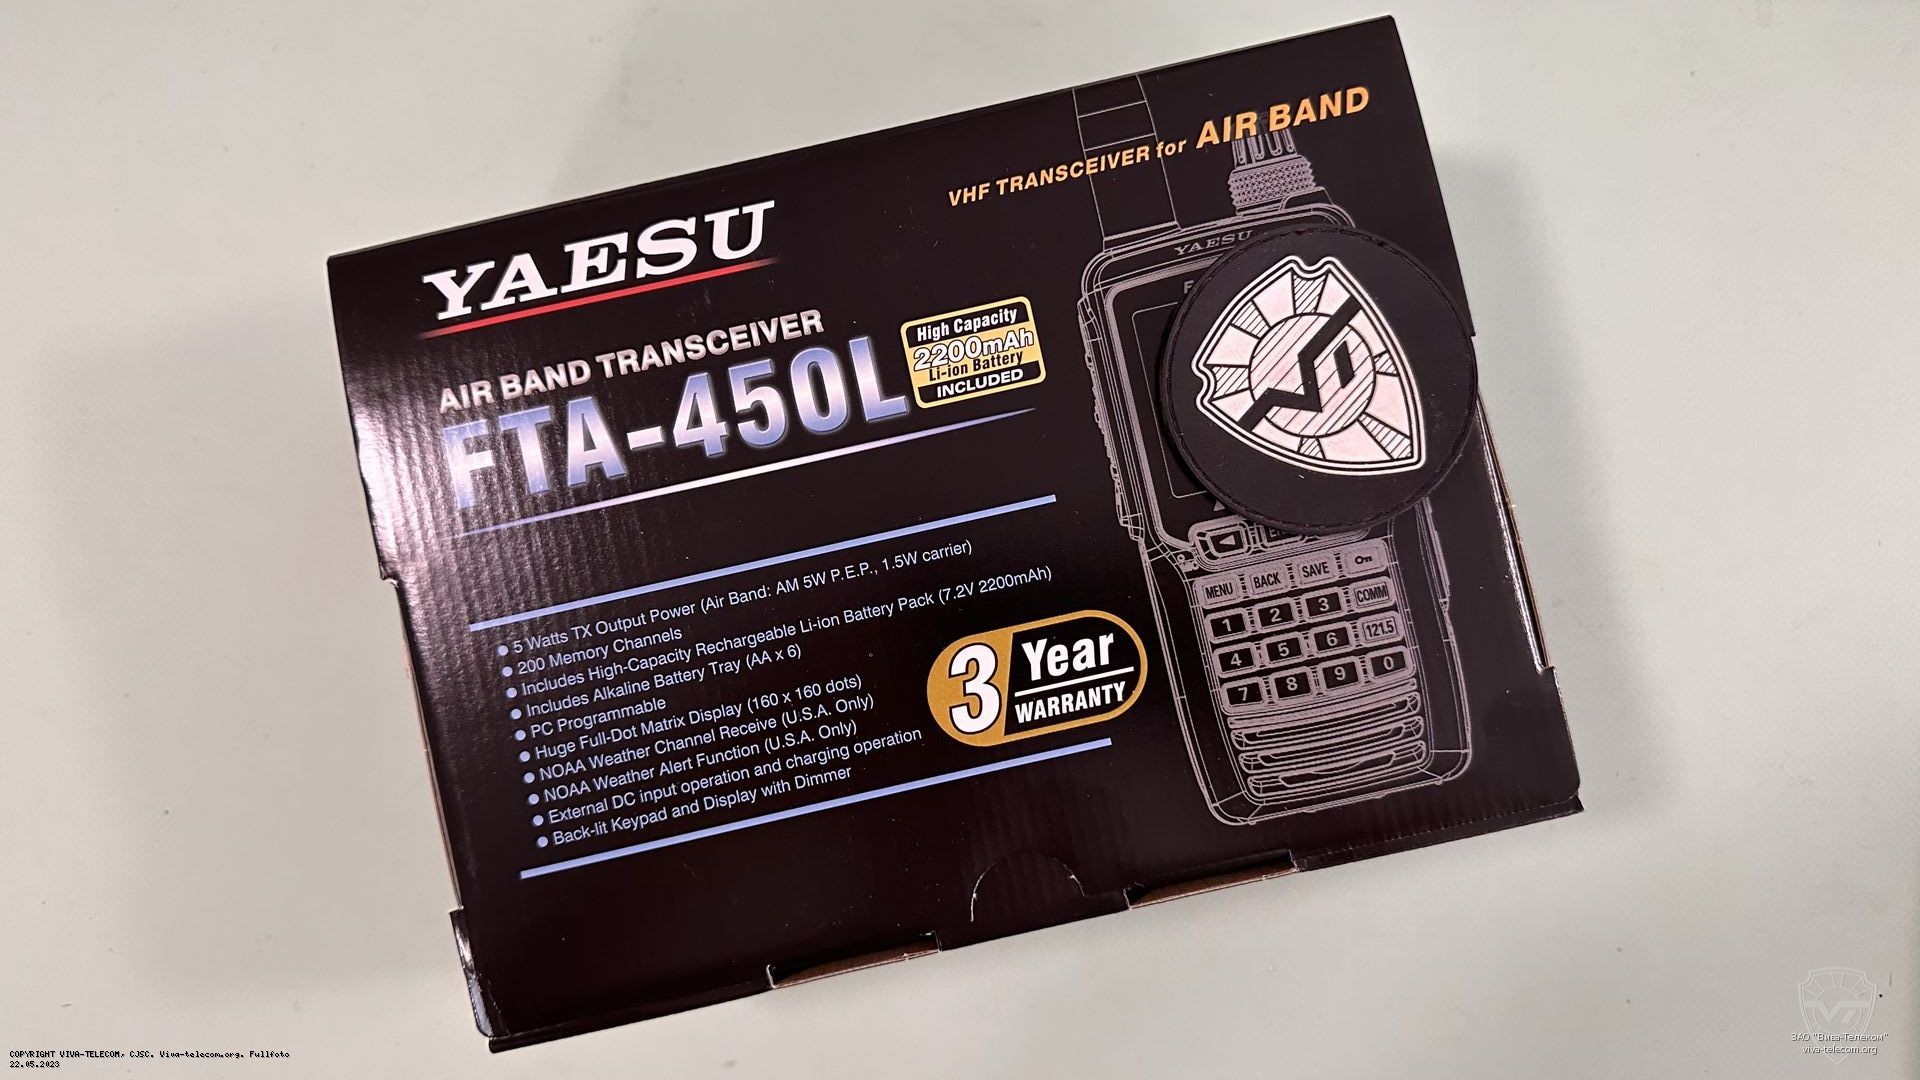 VHF TRANSCEIVER for AIR BAND
YAESU
AIR BAND TRANSCEIVER
FTA-450L
High Capacity
2200mAh
Li-ion Battery
INCLUDED
● 5 Watts TX Output Power (Air Band: AM 5W P.E.P., 1.5W carrier)
● 200 Memory Channels
● Includes High-Capacity Rechargeable Li-ion Battery Pack (7.2V 2200mAh)
● Includes Alkaline Battery Tray (AA x 6)
● PC Programmable
● Huge Full-Dot Matrix Display (160 x 160 dots)
● NOAA Weather Channel Receive (U.S.A. Only)
● NOAA Weather Alert Function (U.S.A. Only)
● External DC input operation and charging operation
● Back-lit Keypad and Display with Dimmer
3 Year
WARRANTY
YAESU
MENU BACK SAVE
1 2 3 COMM
4 5 6 121.5
7 8 9 0
COPYRIGHT VIVA-TELECOM, CJSC. Viva-telecom.org. Fullfoto
22.05.2023
ЗАО "Вива-Телеком"
viva-telecom.org